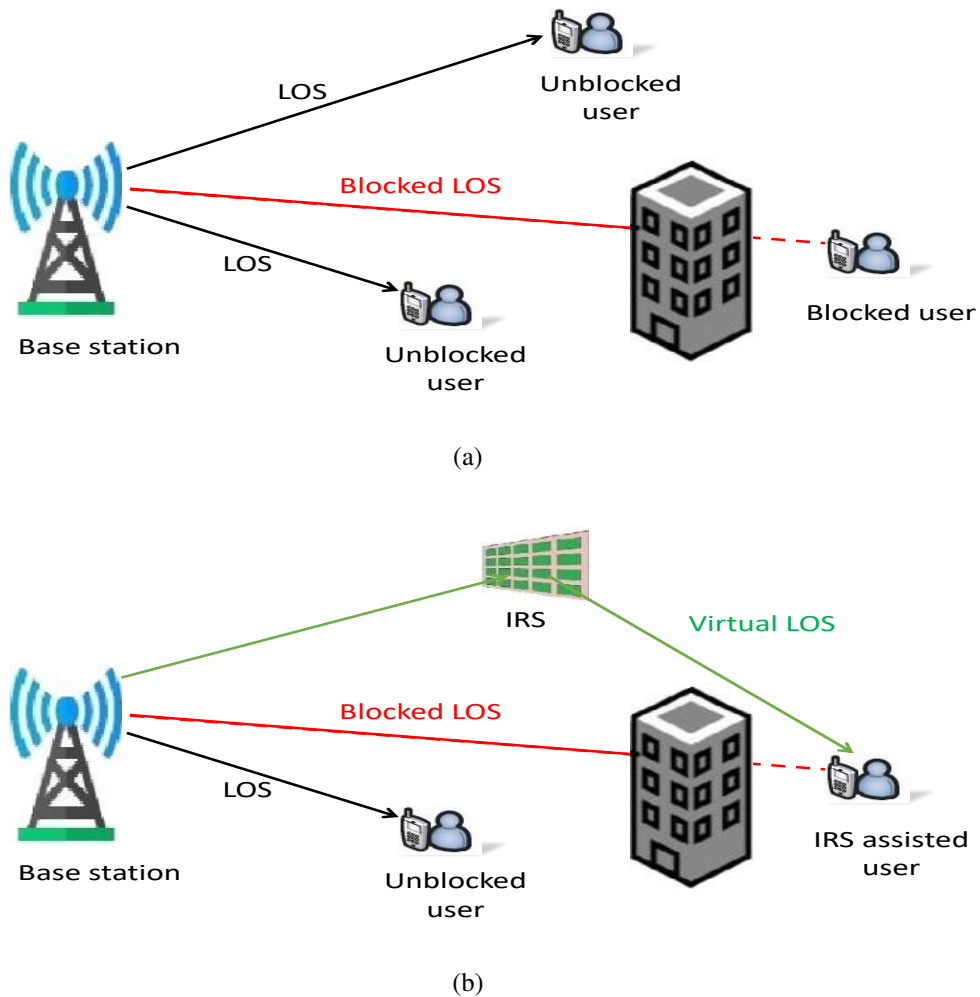 LOS
Unblocked
user
Blocked LOS
LOS
Base station
Unblocked
user
Blocked user
(a)
IRS
Virtual LOS
Blocked LOS
LOS
Base station
Unblocked
user
IRS assisted
user
(b)